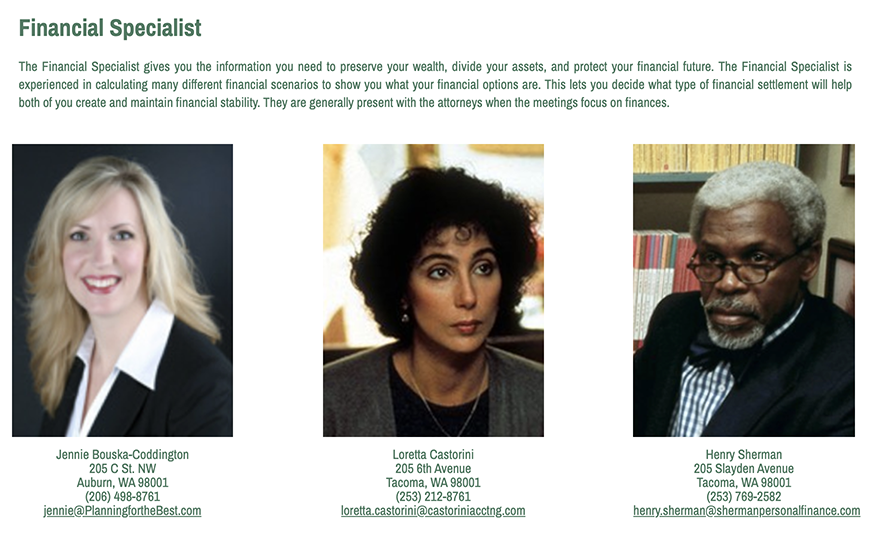 Financial Specialist
The Financial Specialist gives you the information you need to preserve your wealth, divide your assets, and protect your financial future. The Financial Specialist is
experienced in calculating many different financial scenarios to show you what your financial options are. This lets you decide what type of financial settlement will help
both of you create and maintain financial stability. They are generally present with the attorneys when the meetings focus on finances.
Jennie Bouska-Coddington
205 C St. NW
Auburn, WA 98001
(206) 498-8761
jennie@PlanningfortheBest.com
Loretta Castorini
205 6th Avenue
Tacoma, WA 98001
(253) 212-8761
loretta.castorini@castoriniacctng.com
Henry Sherman
205 Slayden Avenue
Tacoma, WA 98001
(253) 769-2582
henry.sherman@shermanpersonalfinance.com